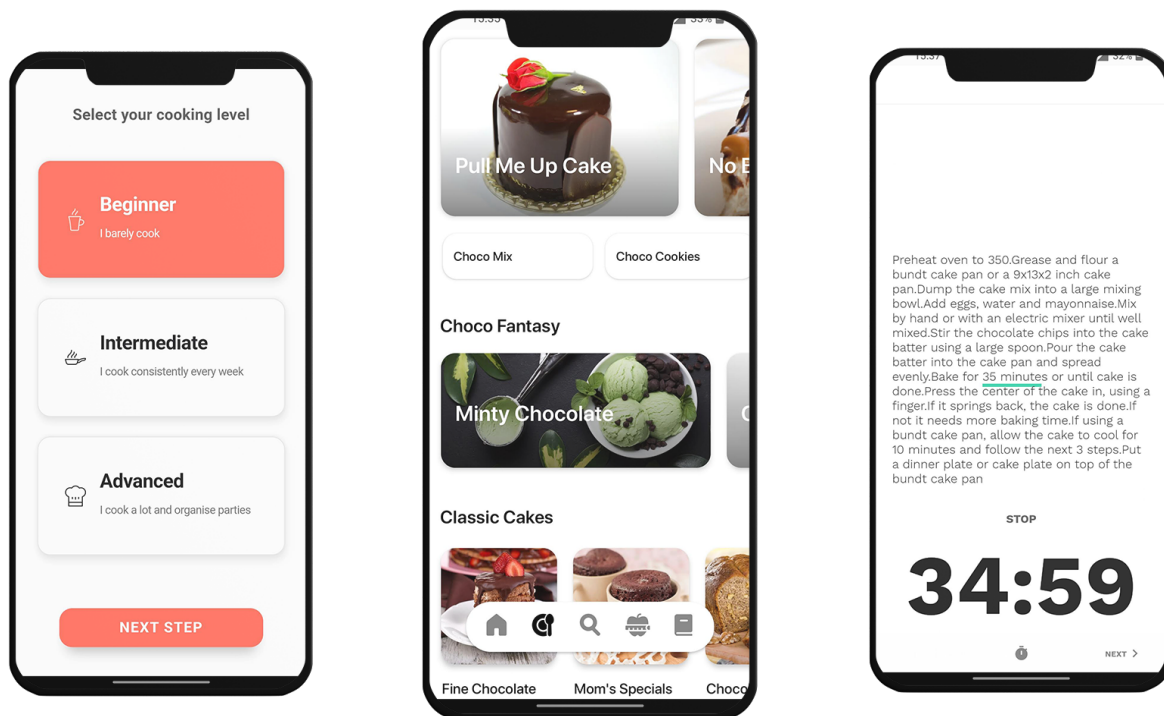 Select your cooking level
Beginner
I barely cook
Intermediate
I cook consistently every week
Advanced
I cook a lot and organise parties
NEXT STEP
Pull Me Up Cake
No
Choco Mix
Choco Cookies
Choco Fantasy
Minty Chocolate
Classic Cakes
Fine Chocolate
Mom's Specials
Choco
Preheat oven to 350.Grease and flour a
bundt cake pan or a 9x13x2 inch cake
pan.Dump the cake mix into a large mixing
bowl.Add eggs, water and mayonnaise.Mix
by hand or with an electric mixer until well
mixed.Stir the chocolate chips into the cake
batter using a large spoon.Pour the cake
batter into the cake pan and spread
evenly.Bake for 35 minutes or until cake is
done.Press the center of the cake in, using a
finger.If it springs back, the cake is done.If
not it needs more baking time.If using a
bundt cake pan, allow the cake to cool for
10 minutes and follow the next 3 steps.Put
a dinner plate or cake plate on top of the
bundt cake pan
STOP
34:59
NEXT